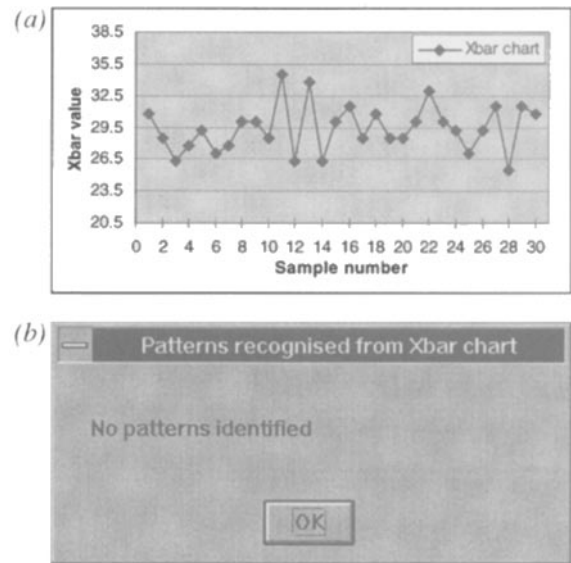 (a)
38.5
35.5
32.5
29.5
26.5
23.5
20.5
Xbar value
Xbar chart
0 2 4 6 8 10 12 14 16 18 20 22 24 26 28 30
Sample number
(b)
Patterns recognised from Xbar chart
No patterns identified
OK